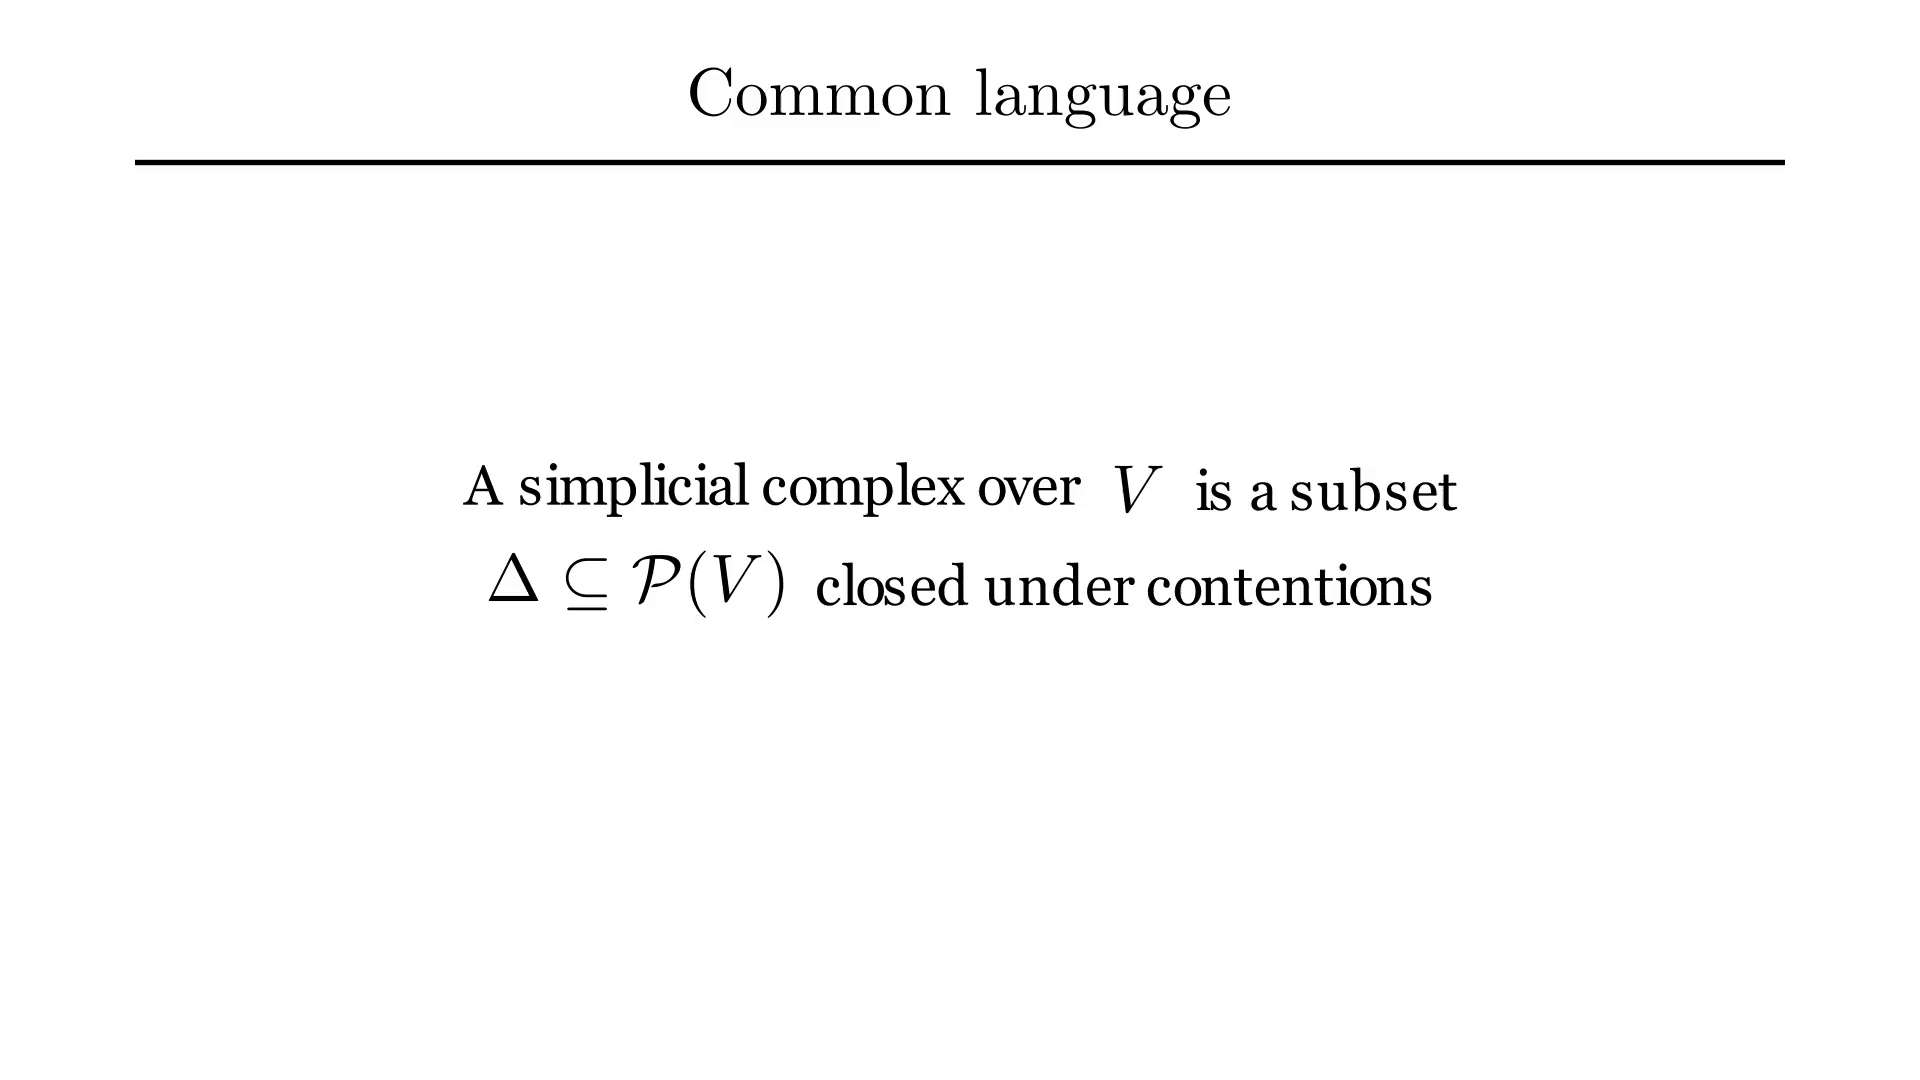 Common language
A simplicial complex over V is a subset
Δ ⊆ 𝒫(V) closed under contentions